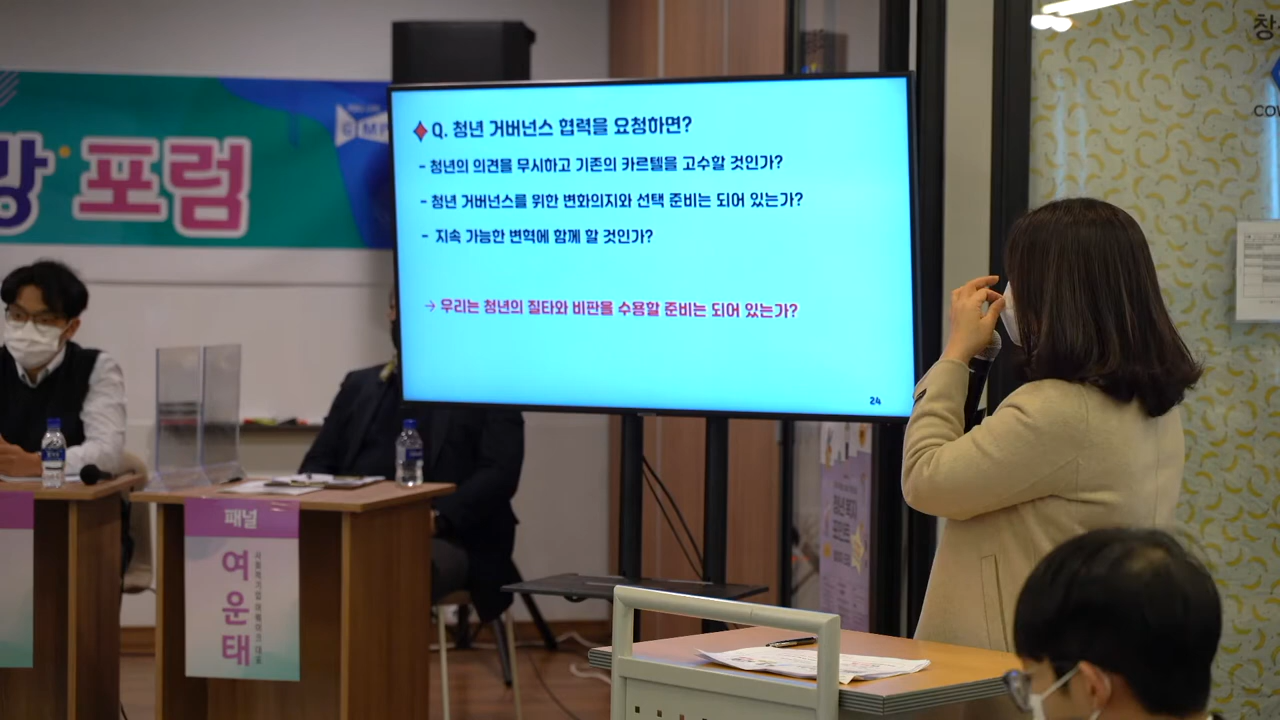 포럼
Q. 청년 거버넌스 협력을 요청하면?
- 청년의 의견을 무시하고 기존의 카르텔을 고수할 것인가?
- 청년 거버넌스를 위한 변화의지와 선택 준비는 되어 있는가?
- 지속 가능한 변혁에 함께 할 것인가?
→ 우리는 청년의 질타와 비판을 수용할 준비는 되어 있는가?
24
패널
여운태